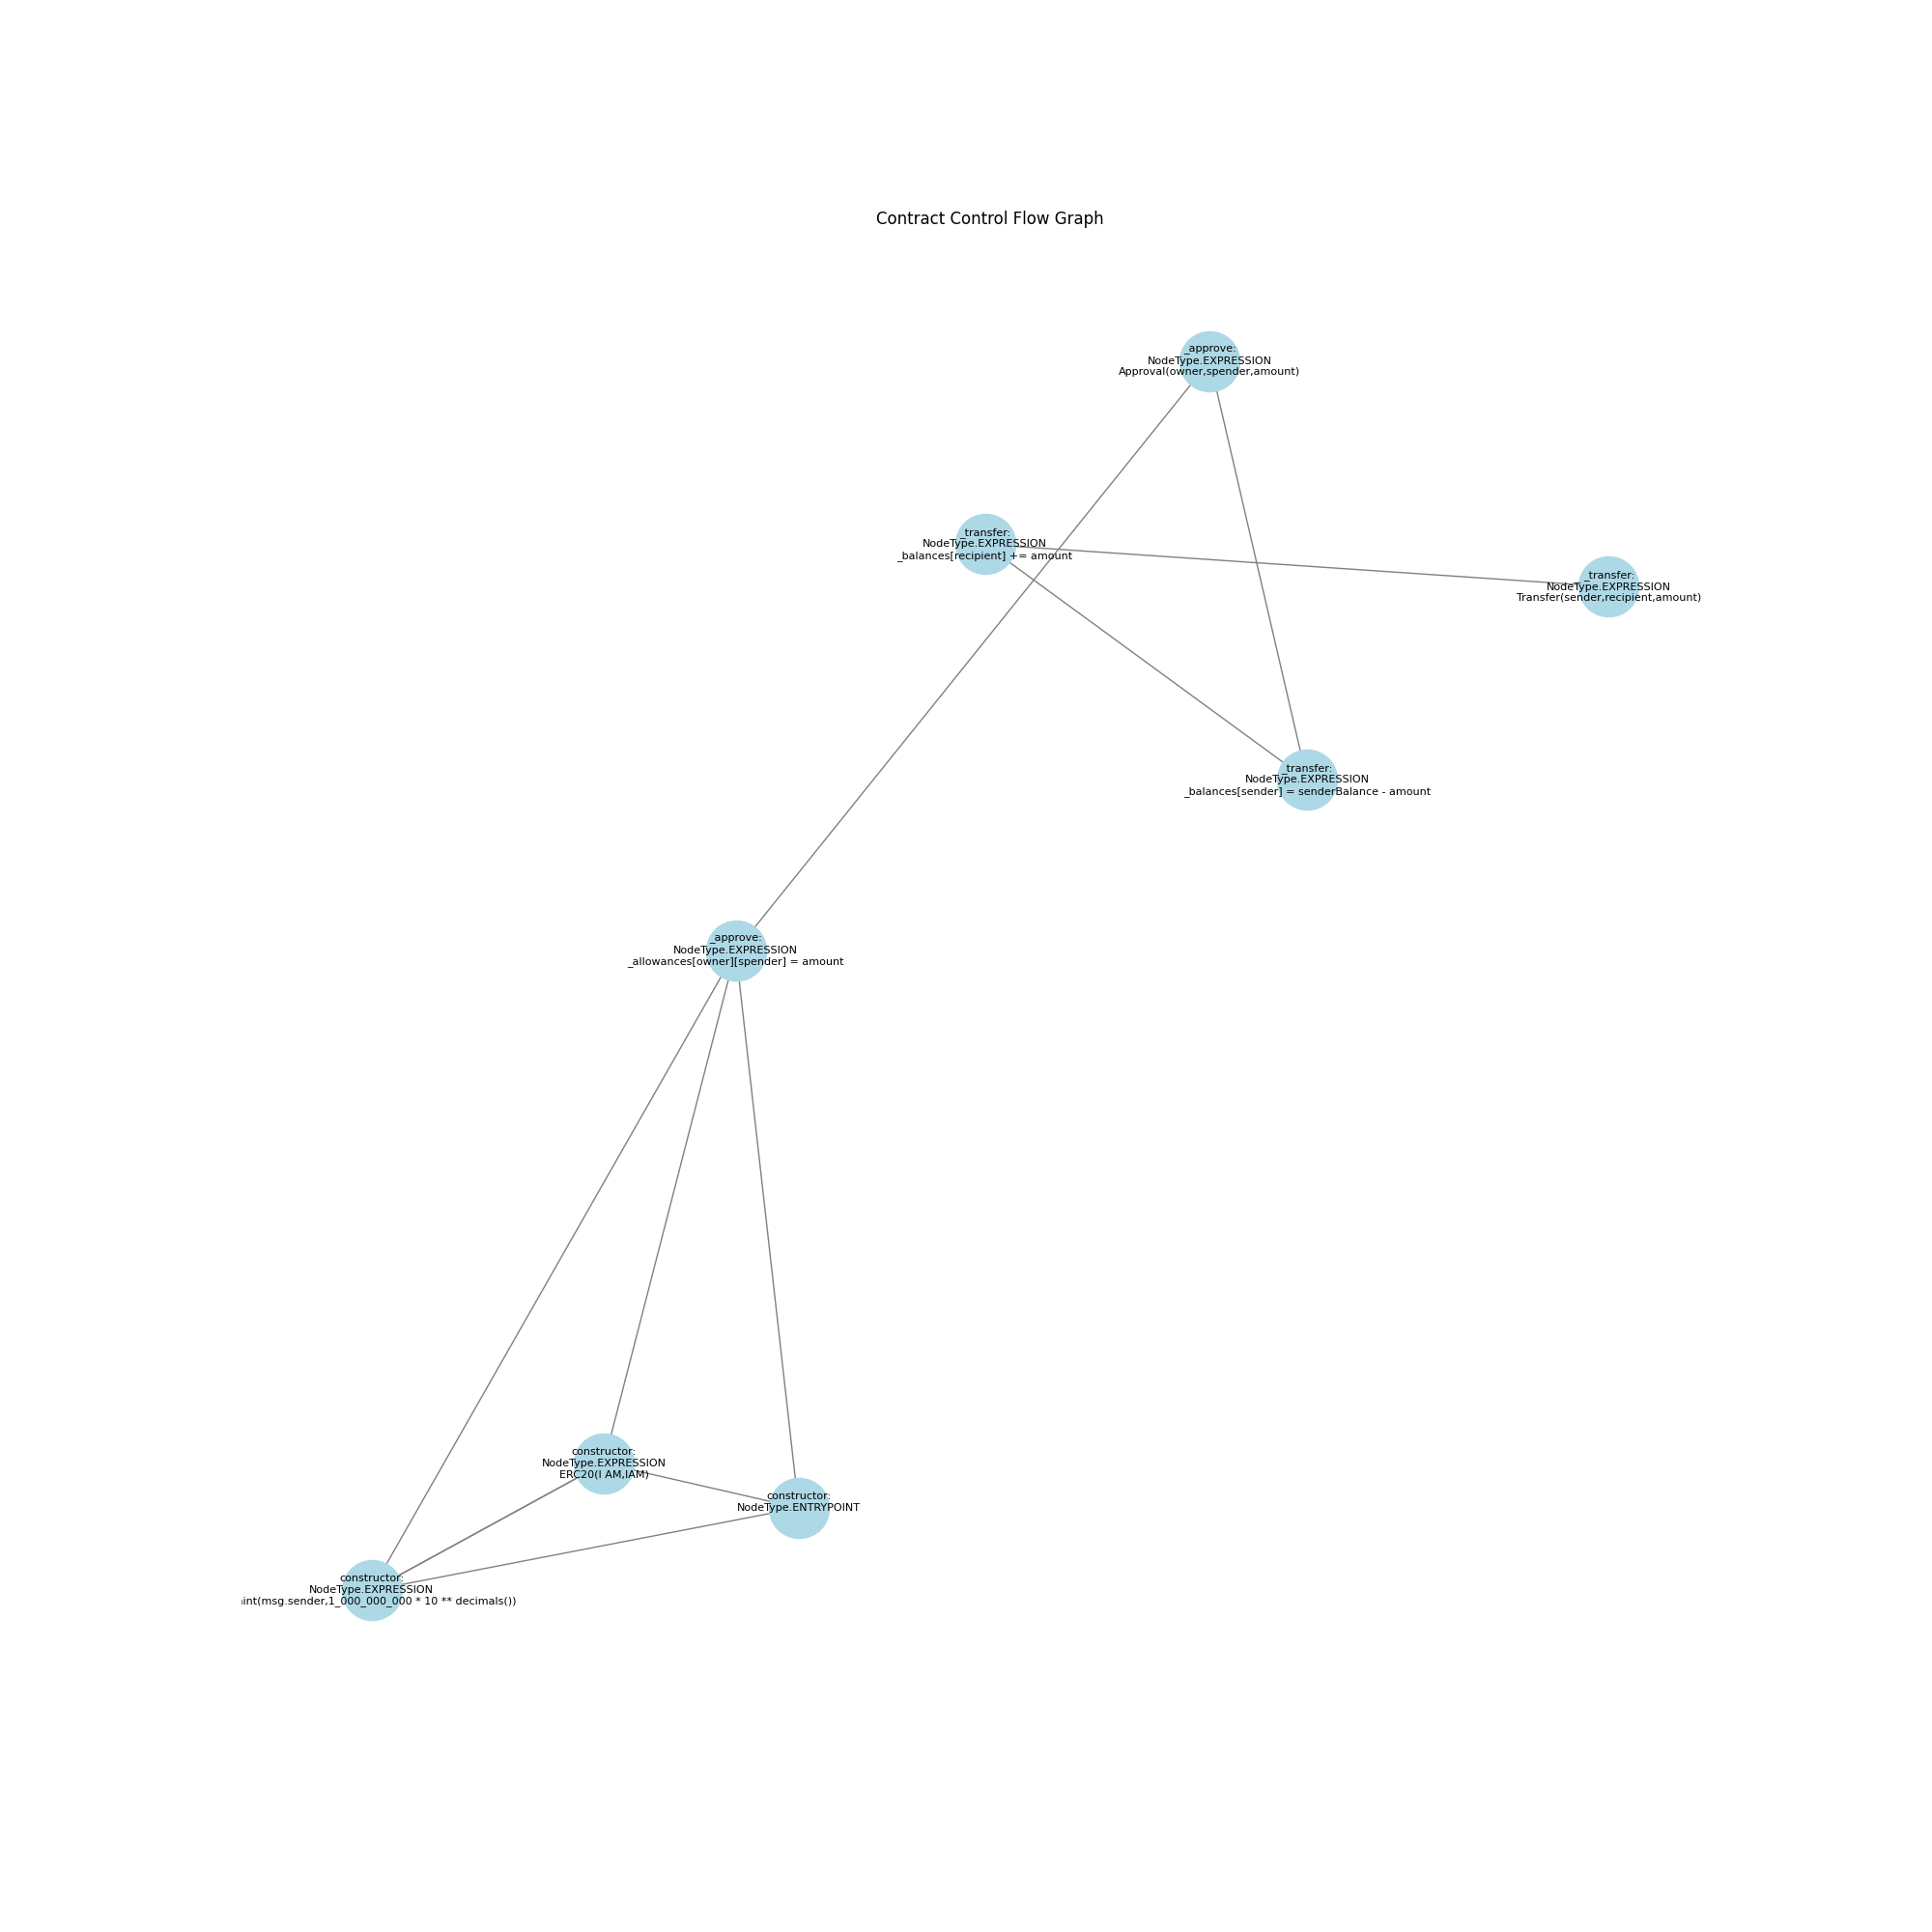 Contract Control Flow Graph
_approve:
NodeType.EXPRESSION
Approval(owner,spender,amount)
_transfer:
NodeType.EXPRESSION
_balances[recipient] += amount
_transfer:
NodeType.EXPRESSION
Transfer(sender,recipient,amount)
_transfer:
NodeType.EXPRESSION
_balances[sender] = senderBalance - amount
_approve:
NodeType.EXPRESSION
_allowances[owner][spender] = amount
constructor:
NodeType.EXPRESSION
ERC20(I AM,IAM)
constructor:
NodeType.ENTRYPOINT
constructor:
NodeType.EXPRESSION
int(msg.sender,1_000_000_000 * 10 ** decimals())